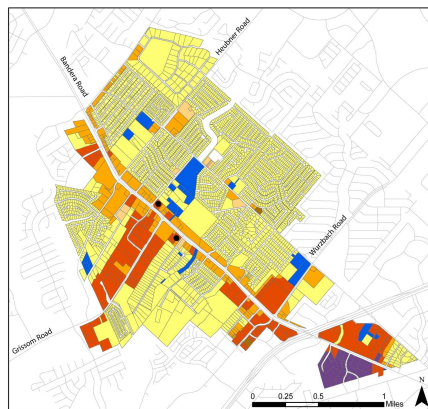 Heubner Road
Bandera Road
Wurzbach Road
Grissom Road
N
0 0.25 0.5 1
Miles